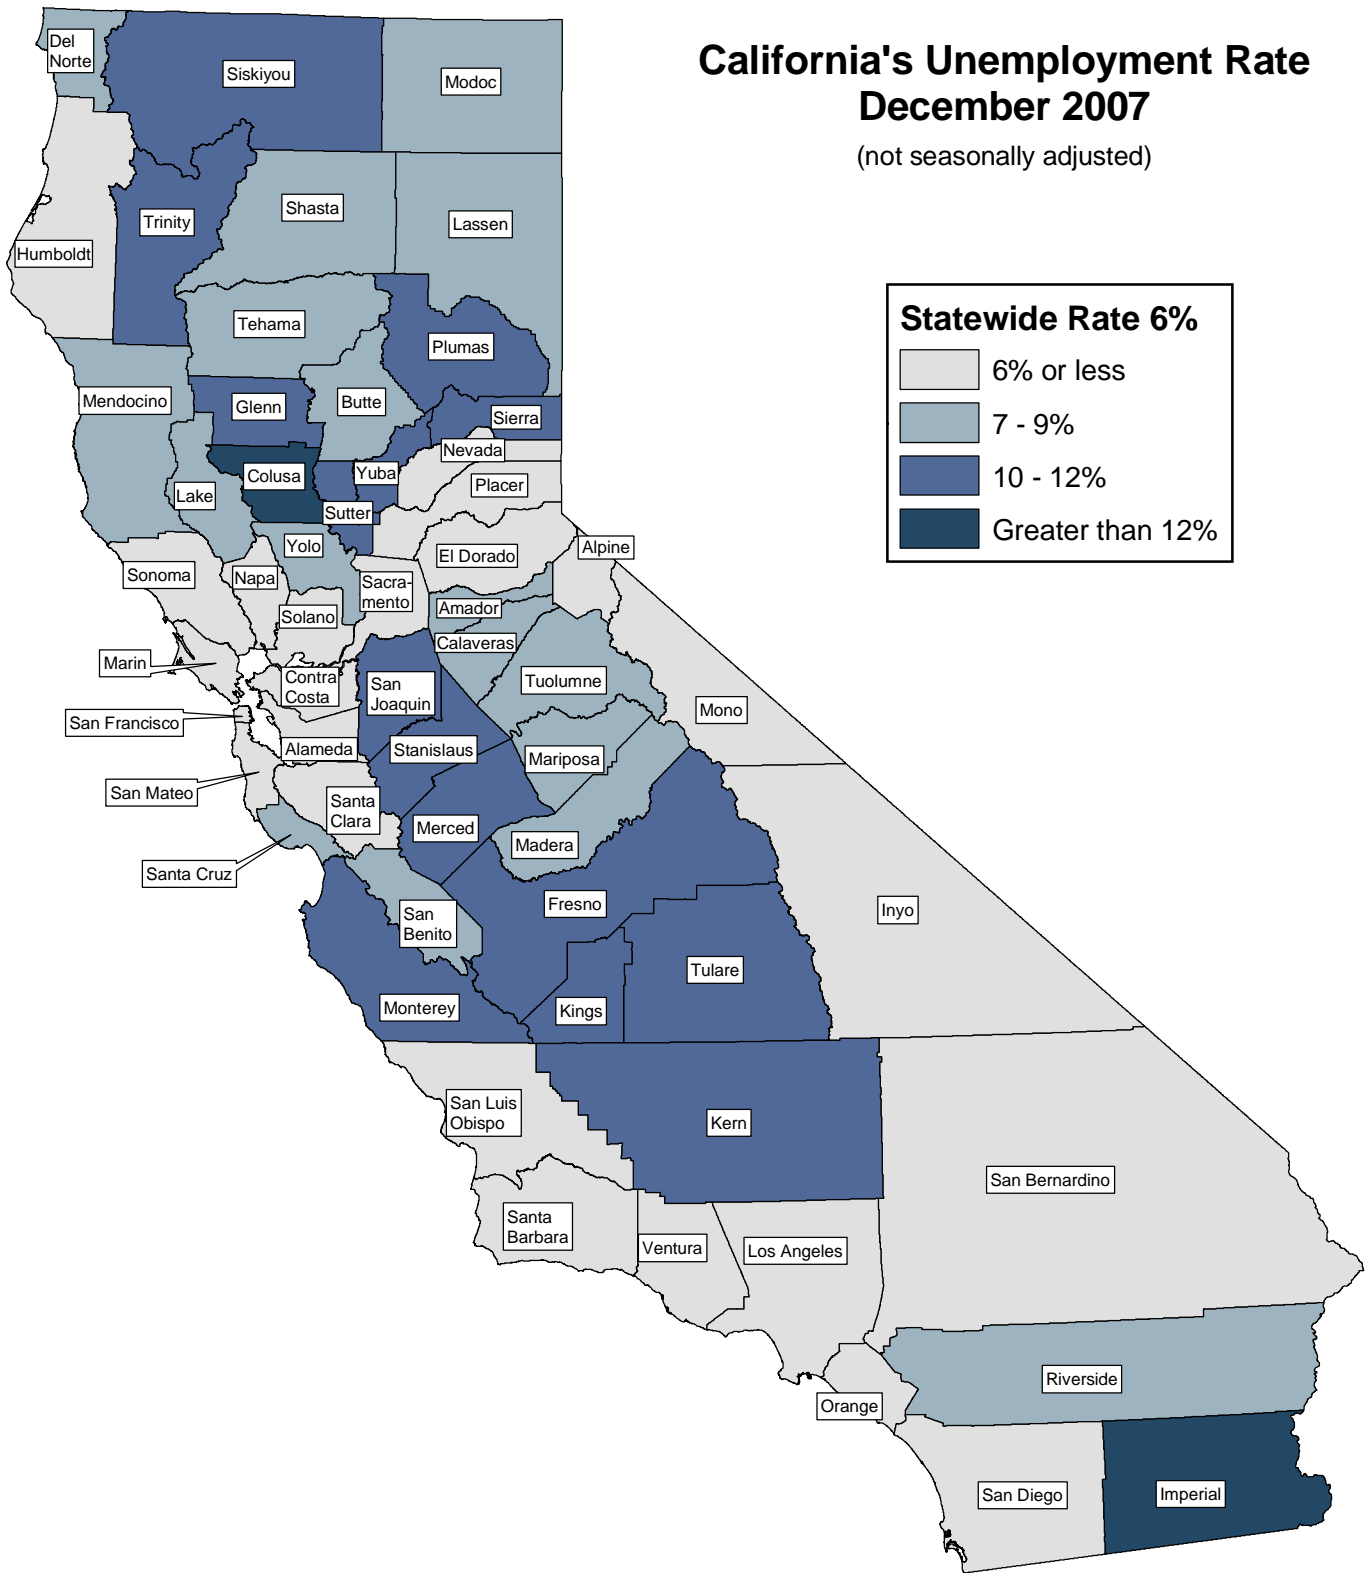 California's Unemployment Rate
December 2007
(not seasonally adjusted)
Statewide Rate 6%
6% or less
7 - 9%
10 - 12%
Greater than 12%
Del
Norte
Siskiyou
Modoc
Humboldt
Trinity
Shasta
Lassen
Tehama
Plumas
Mendocino
Glenn
Butte
Sierra
Nevada
Colusa
Yuba
Placer
Lake
Sutter
Yolo
El Dorado
Alpine
Sonoma
Napa
Sacra-
mento
Solano
Amador
Calaveras
Marin
Contra
Costa
San
Joaquin
Tuolumne
Mono
San Francisco
Alameda
Stanislaus
Mariposa
San Mateo
Santa
Clara
Merced
Madera
Santa Cruz
San
Benito
Fresno
Inyo
Tulare
Monterey
Kings
San Luis
Obispo
Kern
San Bernardino
Santa
Barbara
Ventura
Los Angeles
Riverside
Orange
San Diego
Imperial